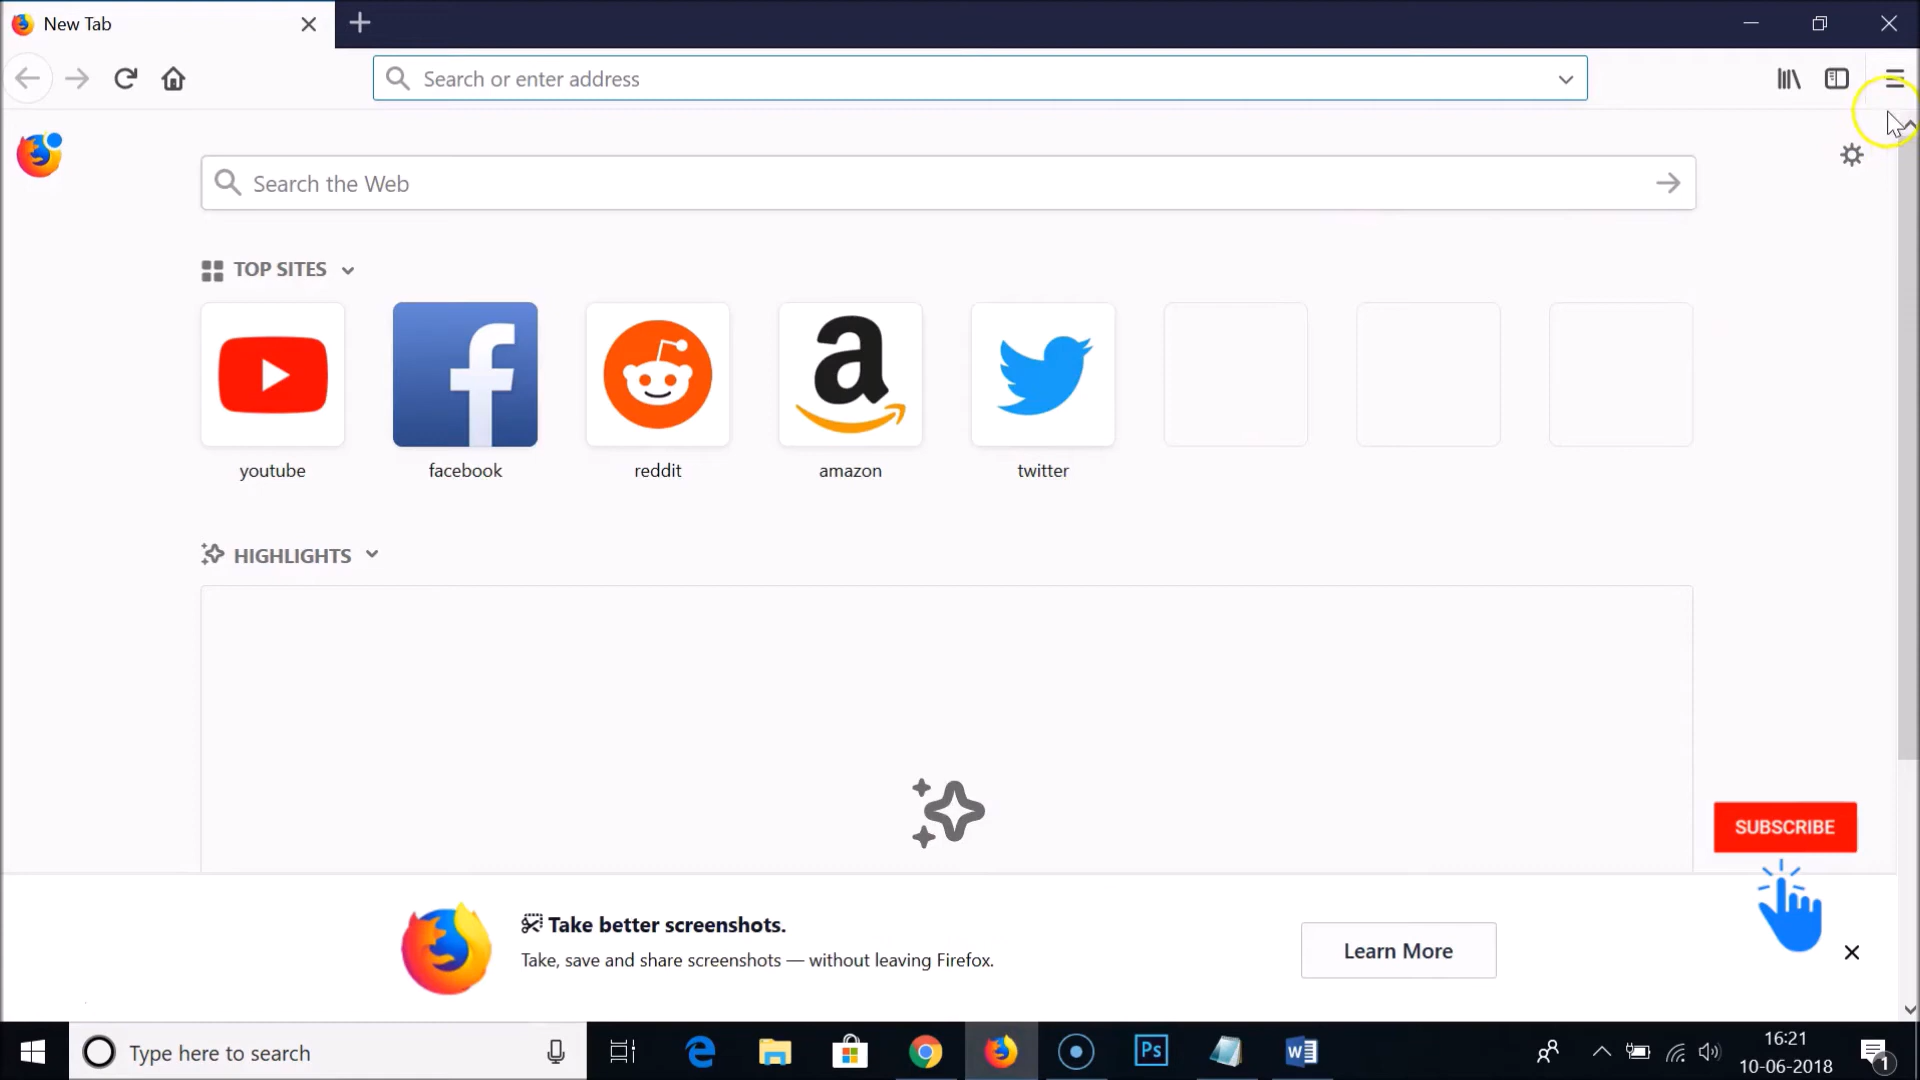 New Tab
Search or enter address
Search the Web
TOP SITES
youtube
facebook
reddit
amazon
twitter
HIGHLIGHTS
SUBSCRIBE
Take better screenshots.
Take, save and share screenshots — without leaving Firefox.
Learn More
Type here to search
Ps
16:21
10-06-2018
1